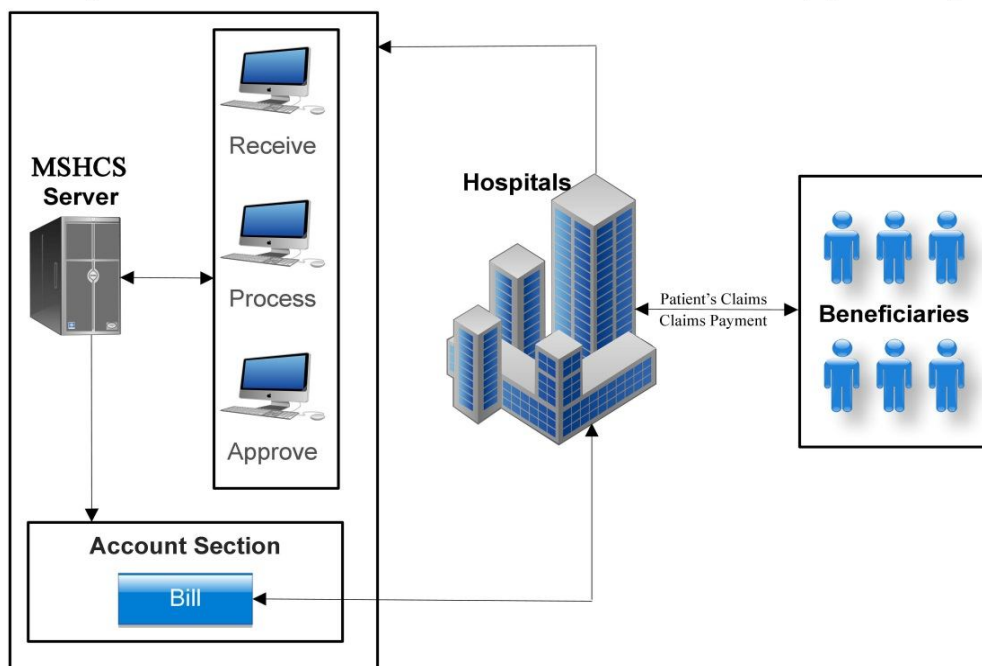 Receive
MSHCS
Server
Process
Approve
Account Section
Bill
Hospitals
Patient's Claims
Claims Payment
Beneficiaries